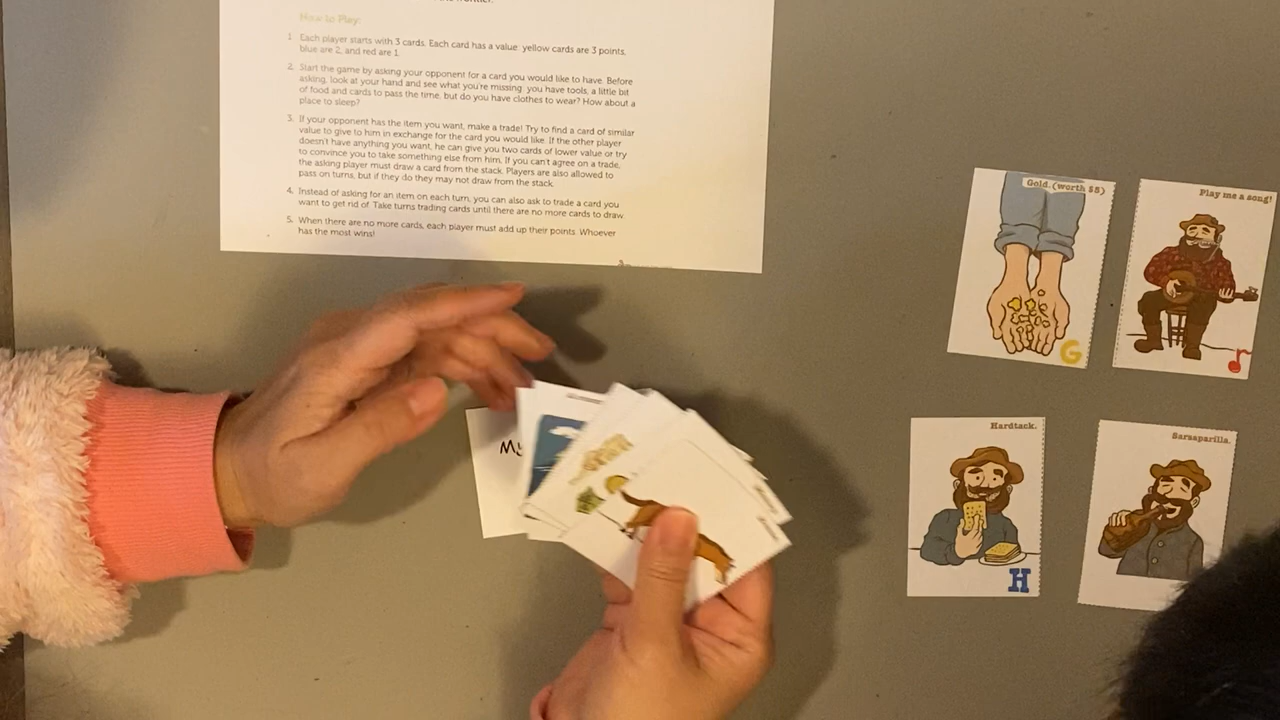 How to Play:
1. Each player starts with 3 cards. Each card has a value: yellow cards are 3 points,
blue are 2, and red are 1.
2. Start the game by asking your opponent for a card you would like to have. Before
asking, look at your hand and see what you're missing: you have tools, a little bit
of food and cards to pass the time, but do you have clothes to wear? How about a
place to sleep?
3. If your opponent has the item you want, make a trade! Try to find a card of similar
value to give to him in exchange for the card you would like. If the other player
doesn't have anything you want, he can give you two cards of lower value or try
to convince you to take something else from him. If you can't agree on a trade,
the asking player must draw a card from the stack. Players are also allowed to
pass on turns, but if they do they may not draw from the stack.
4. Instead of asking for an item on each turn, you can also ask to trade a card you
want to get rid of. Take turns trading cards until there are no more cards to draw.
5. When there are no more cards, each player must add up their points. Whoever
has the most wins!
Gold. (worth $5)
G
Play me a song!
Hardtack.
H
Sarsaparilla.
My